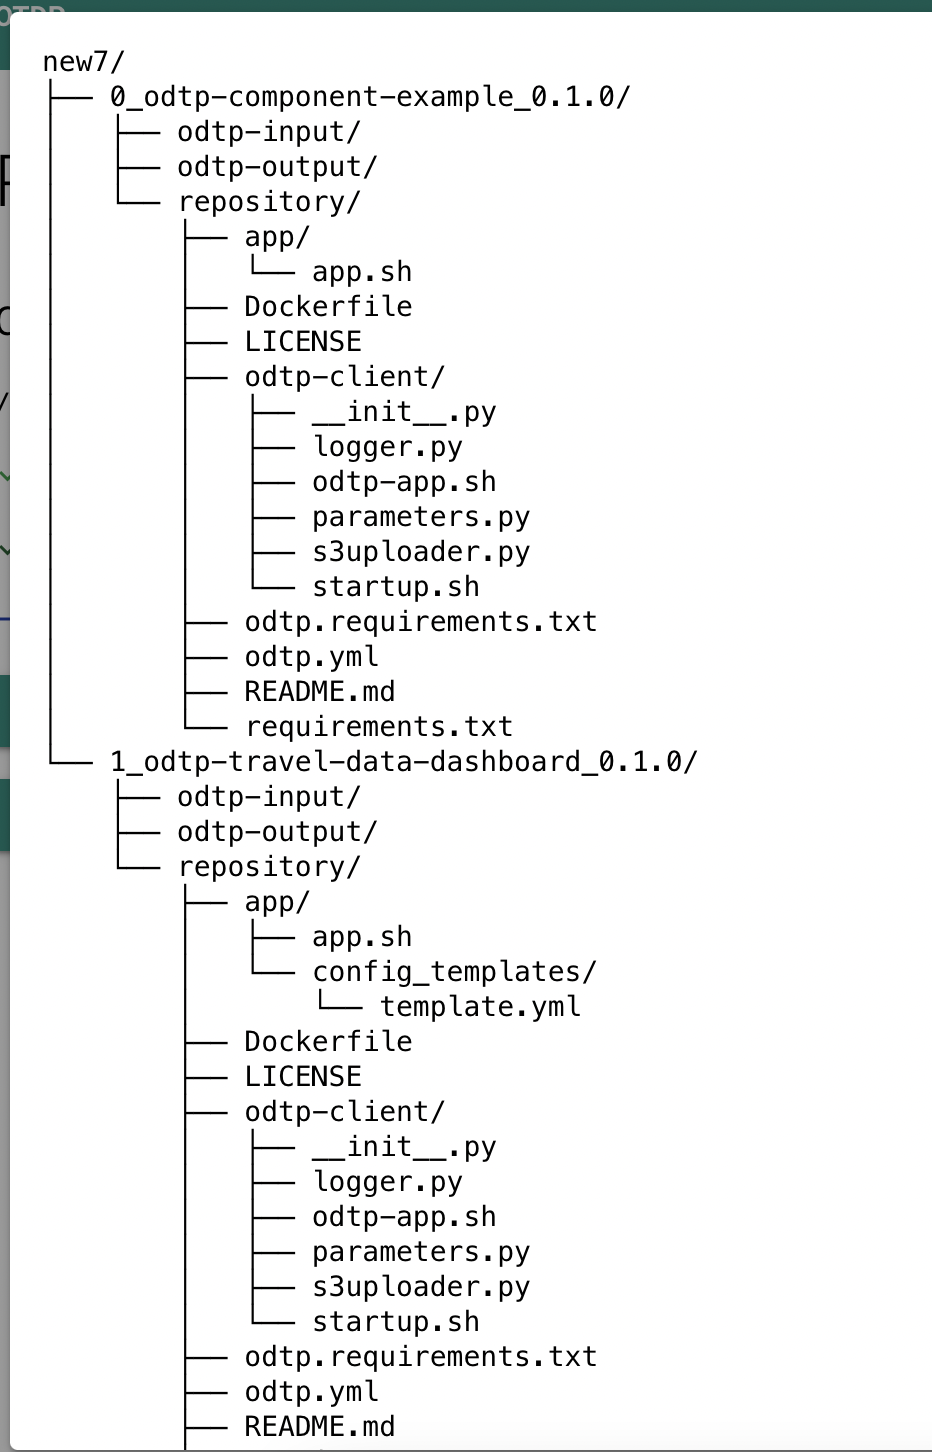 new7/
├── 0_odtp-component-example_0.1.0/
│   ├── odtp-input/
│   ├── odtp-output/
│   └── repository/
│       ├── app/
│       │   └── app.sh
│       ├── Dockerfile
│       ├── LICENSE
│       ├── odtp-client/
│       │   ├── __init__.py
│       │   ├── logger.py
│       │   ├── odtp-app.sh
│       │   ├── parameters.py
│       │   ├── s3uploader.py
│       │   └── startup.sh
│       ├── odtp.requirements.txt
│       ├── odtp.yml
│       ├── README.md
│       └── requirements.txt
└── 1_odtp-travel-data-dashboard_0.1.0/
    ├── odtp-input/
    ├── odtp-output/
    └── repository/
        ├── app/
        │   ├── app.sh
        │   └── config_templates/
        │       └── template.yml
        ├── Dockerfile
        ├── LICENSE
        ├── odtp-client/
        │   ├── __init__.py
        │   ├── logger.py
        │   ├── odtp-app.sh
        │   ├── parameters.py
        │   ├── s3uploader.py
        │   └── startup.sh
        ├── odtp.requirements.txt
        ├── odtp.yml
        ├── README.md